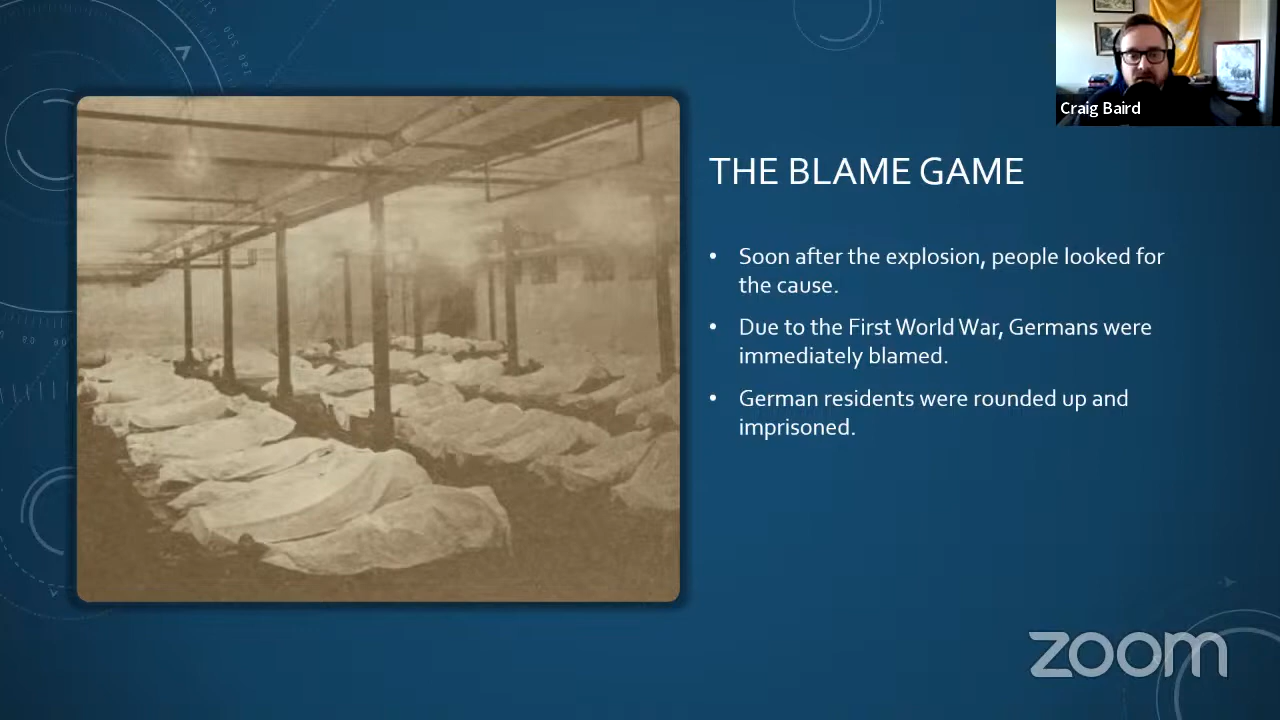 Craig Baird
THE BLAME GAME
• Soon after the explosion, people looked for
the cause.
• Due to the First World War, Germans were
immediately blamed.
• German residents were rounded up and
imprisoned.
zoom